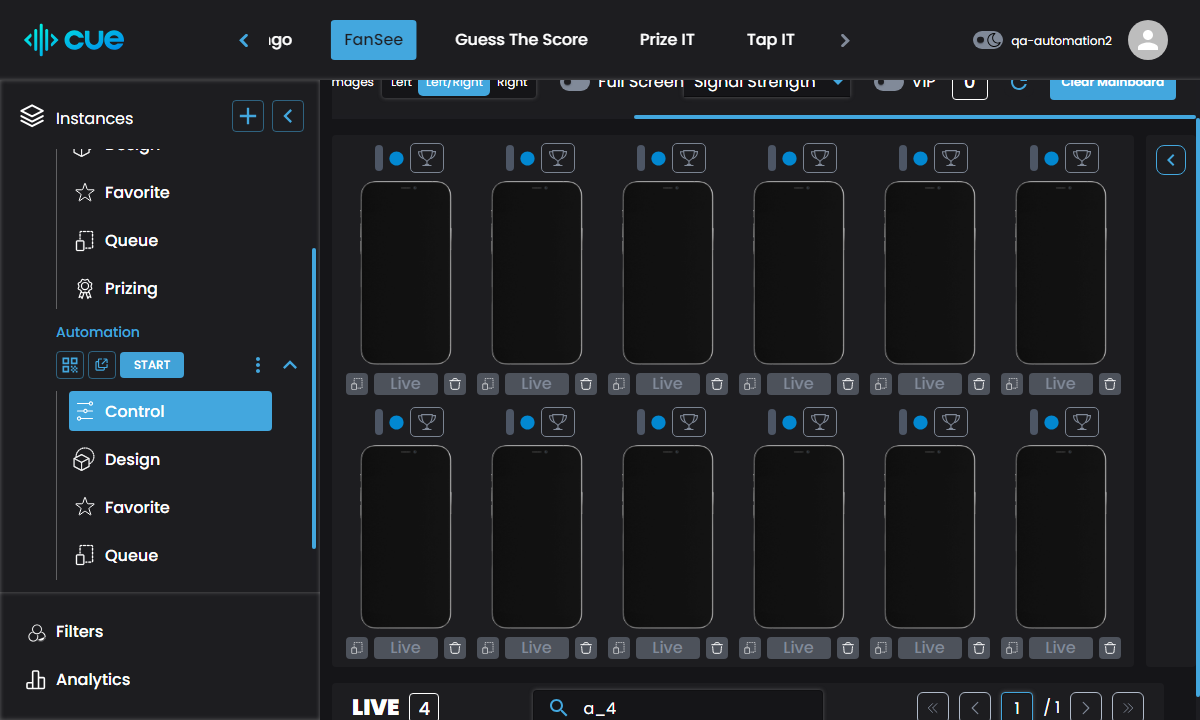 cue
ngo
FanSee
Guess The Score
Prize IT
Tap IT
qa-automation2
Left
Left/Right
Right
Full Screen
Signal Strength
VIP
0
Clear Mainboard
Instances
Design
Favorite
Queue
Prizing
Automation
START
Control
Design
Favorite
Queue
Filters
Analytics
Live
Live
Live
Live
Live
Live
Live
Live
Live
Live
Live
Live
LIVE 4
a_4
1 / 1